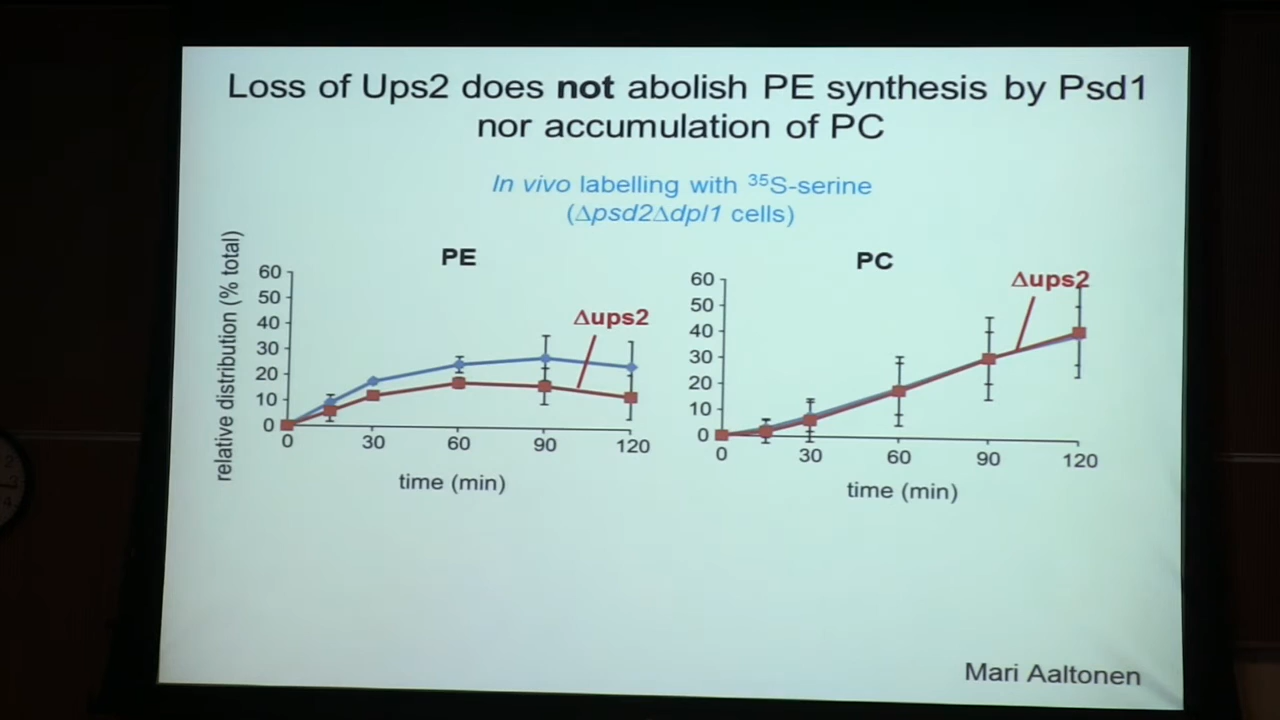 Loss of Ups2 does not abolish PE synthesis by Psd1
nor accumulation of PC
In vivo labelling with ³⁵S-serine
(Δpsd2Δdpl1 cells)
relative distribution (% total)
PE
60
50
40
30
20
10
0
0 30 60 90 120
time (min)
Δups2
PC
60
50
40
30
20
10
0
0 30 60 90 120
time (min)
Δups2
Mari Aaltonen
2
3
4